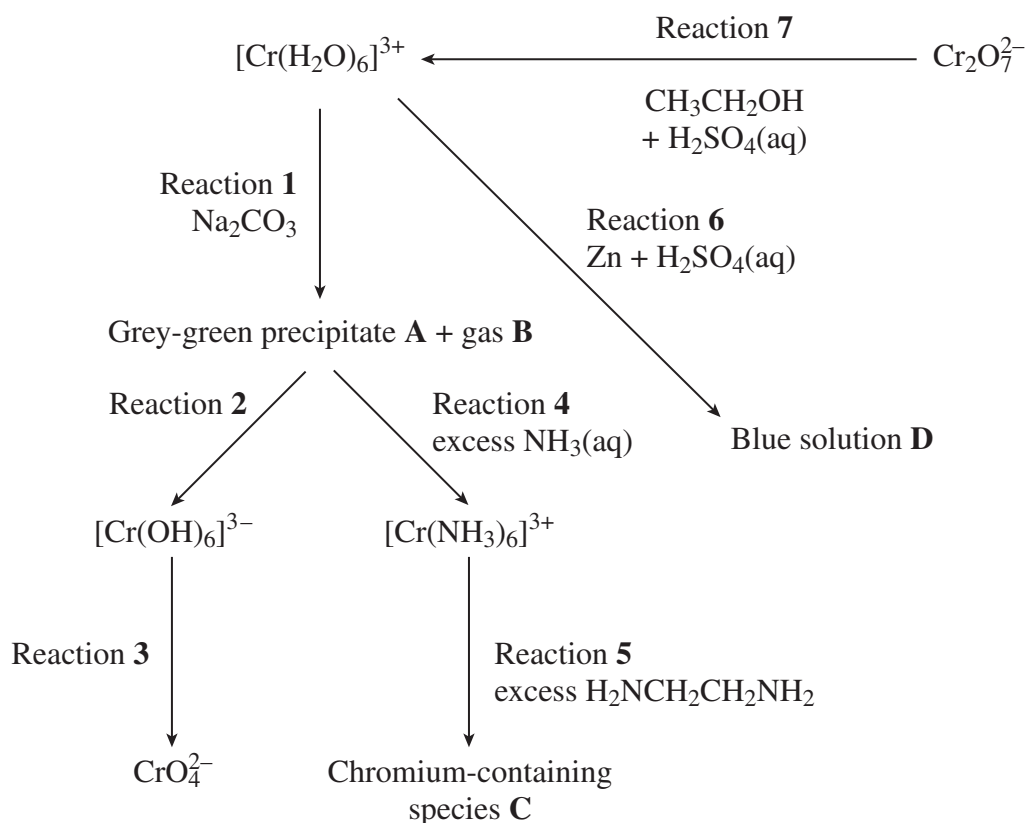 Reaction 7
[Cr(H₂O)₆]³⁺
Cr₂O₇²⁻
CH₃CH₂OH
+ H₂SO₄(aq)
Reaction 1
Na₂CO₃
Reaction 6
Zn + H₂SO₄(aq)
Grey-green precipitate A + gas B
Reaction 2
Reaction 4
excess NH₃(aq)
Blue solution D
[Cr(OH)₆]³⁻
[Cr(NH₃)₆]³⁺
Reaction 3
Reaction 5
excess H₂NCH₂CH₂NH₂
CrO₄²⁻
Chromium-containing
species C